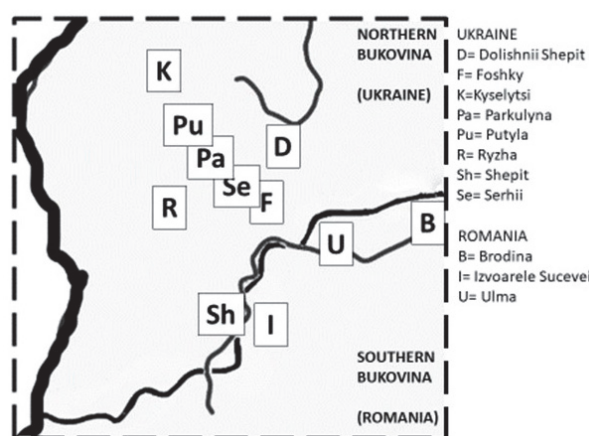 NORTHERN
BUKOVINA
(UKRAINE)
K
Pu
D
Pa
Se
F
R
B
U
Sh
I
SOUTHERN
BUKOVINA
(ROMANIA)
UKRAINE
D= Dolishnii Shepit
F= Foshky
K=Kyselytsi
Pa= Parkulyna
Pu= Putyla
R= Ryzha
Sh= Shepit
Se= Serhii
ROMANIA
B= Brodina
I= Izvoarele Sucevei
U= Ulma